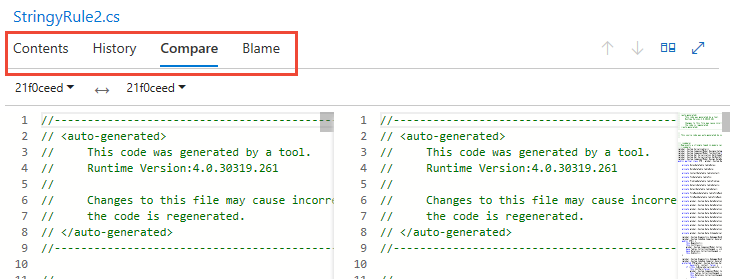 StringyRule2.cs
Contents History Compare Blame
21f0ceed 21f0ceed
1 //----------------------------------------- 1 //-----------------------------------------
2 // <auto-generated> 2 // <auto-generated>
3 //     This code was generated by a tool. 3 //     This code was generated by a tool.
4 //     Runtime Version:4.0.30319.261 4 //     Runtime Version:4.0.30319.261
5 // 5 //
6 //     Changes to this file may cause incorre 6 //     Changes to this file may cause incorre
7 //     the code is regenerated. 7 //     the code is regenerated.
8 // </auto-generated> 8 // </auto-generated>
9 //----------------------------------------- 9 //-----------------------------------------
10 10